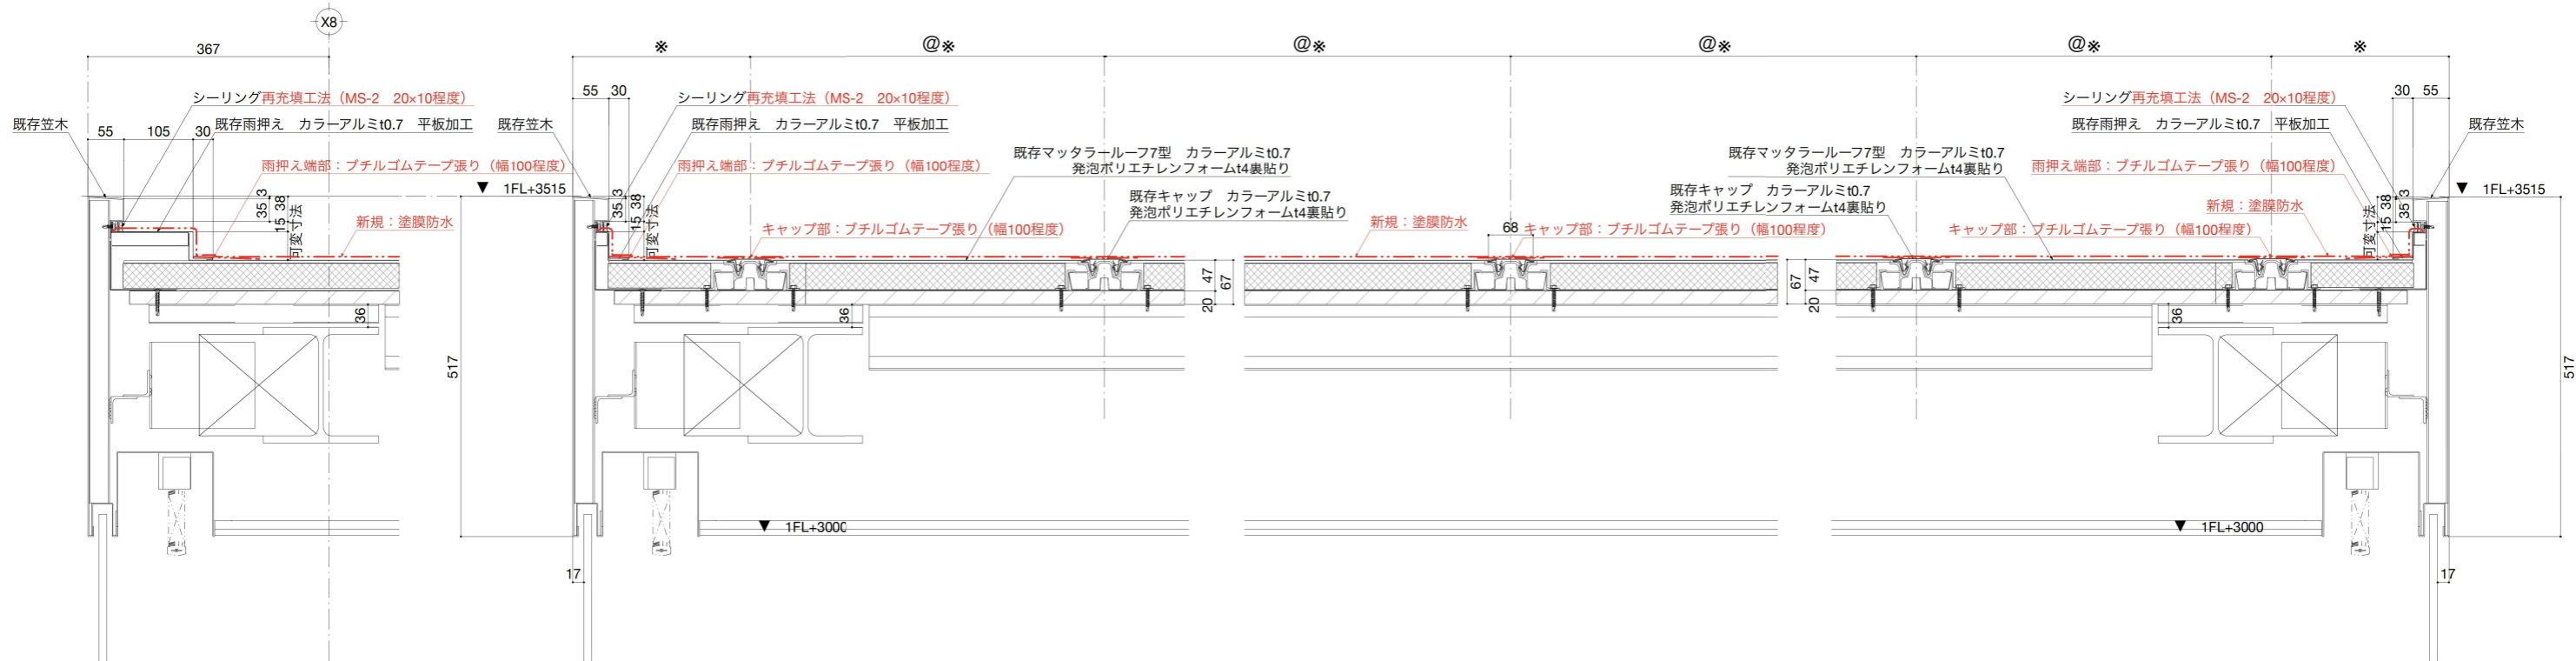 X8
367
※
@※
@※
@※
@※
※
シーリング再充填工法（MS-2　20×10程度）
シーリング再充填工法（MS-2　20×10程度）
シーリング再充填工法（MS-2　20×10程度）
55
30
30
55
既存笠木
55
105
30
既存雨押え　カラーアルミt0.7　平板加工
既存笠木
既存雨押え　カラーアルミt0.7　平板加工
既存雨押え　カラーアルミt0.7　平板加工
既存笠木
雨押え端部：ブチルゴムテープ張り（幅100程度）
雨押え端部：ブチルゴムテープ張り（幅100程度）
既存マッタラールーフ7型　カラーアルミt0.7
発泡ポリエチレンフォームt4裏貼り
既存マッタラールーフ7型　カラーアルミt0.7
発泡ポリエチレンフォームt4裏貼り
雨押え端部：ブチルゴムテープ張り（幅100程度）
▼ 1FL+3515
▼ 1FL+3515
既存キャップ　カラーアルミt0.7
発泡ポリエチレンフォームt4裏貼り
既存キャップ　カラーアルミt0.7
発泡ポリエチレンフォームt4裏貼り
35
3
38
15
可変寸法
新規：塗膜防水
35
3
38
15
可変寸法
キャップ部：ブチルゴムテープ張り（幅100程度）
新規：塗膜防水
68
キャップ部：ブチルゴムテープ張り（幅100程度）
キャップ部：ブチルゴムテープ張り（幅100程度）
新規：塗膜防水
可変寸法
15
38
35
3
47
67
20
67
47
20
36
36
36
517
517
▼ 1FL+3000
▼ 1FL+3000
17
17